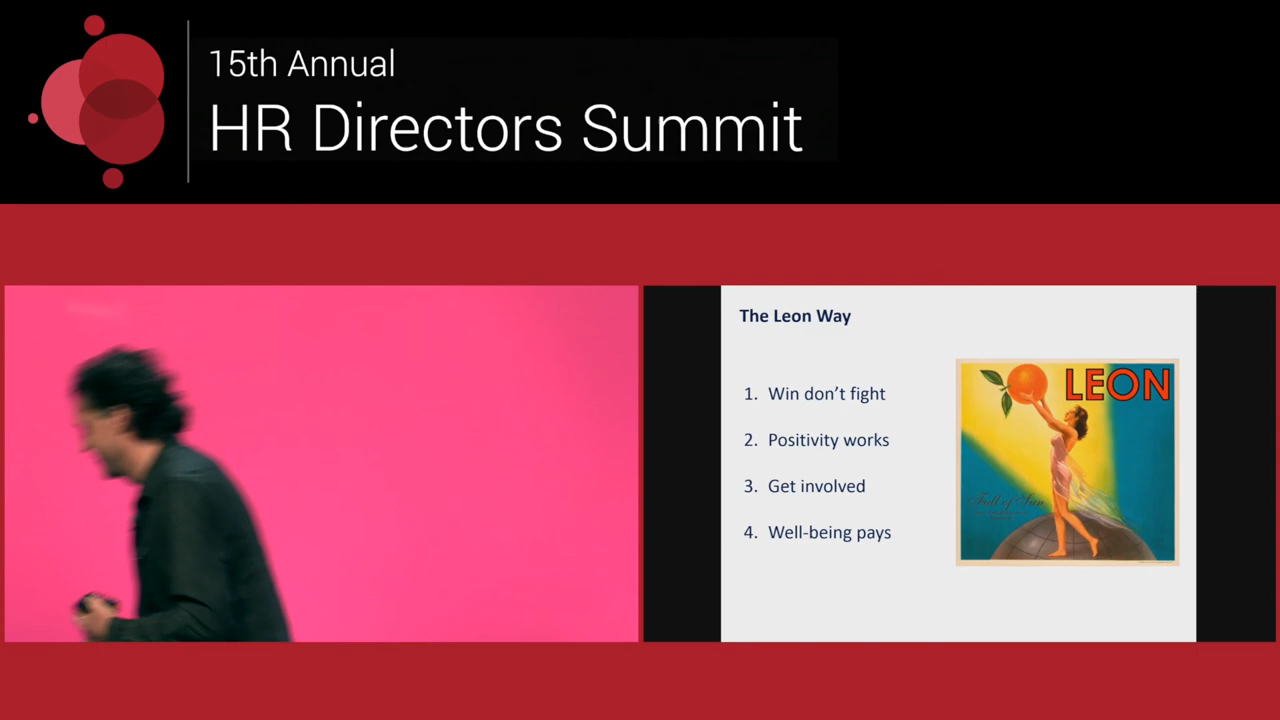 15th Annual
HR Directors Summit
The Leon Way
1. Win don't fight
2. Positivity works
3. Get involved
4. Well-being pays
LEON
Full of Sun